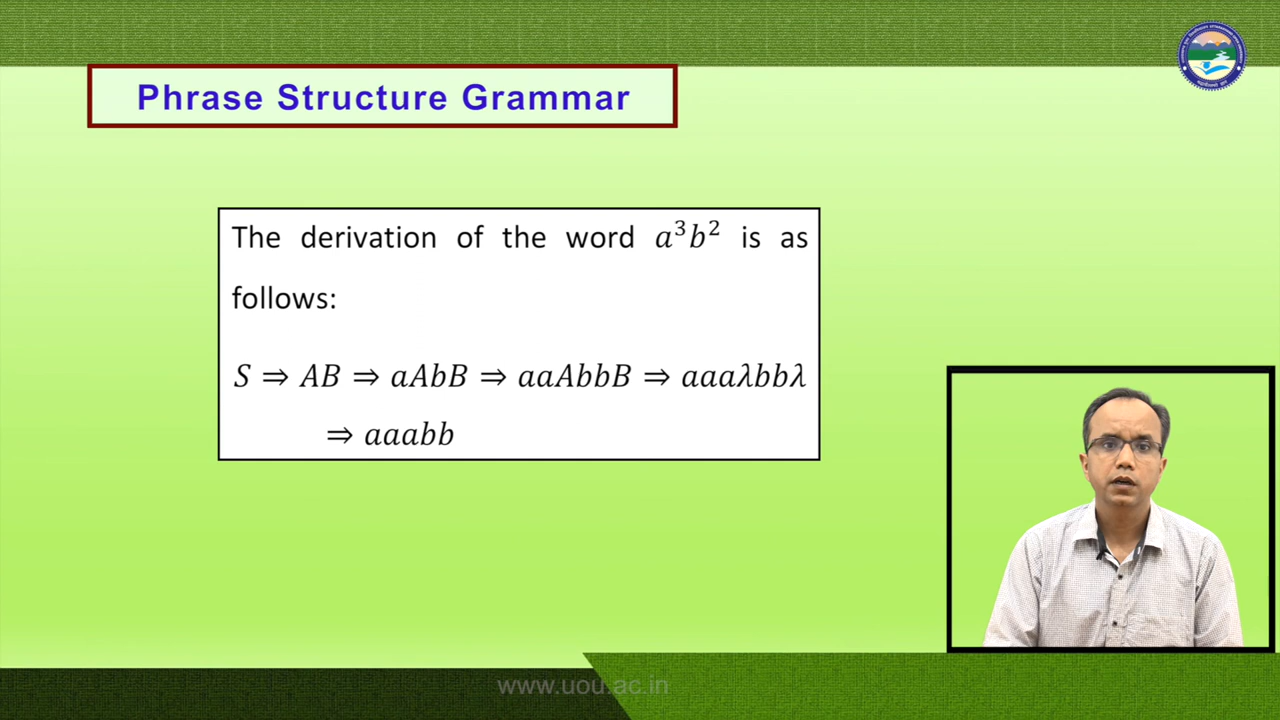 Phrase Structure Grammar
The derivation of the word 𝑎³𝑏² is as
follows:
𝑆 ⇒ 𝐴𝐵 ⇒ 𝑎𝐴𝑏𝐵 ⇒ 𝑎𝑎𝐴𝑏𝑏𝐵 ⇒ 𝑎𝑎𝑎𝜆𝑏𝑏𝜆
⇒ 𝑎𝑎𝑎𝑏𝑏
www.uou.ac.in